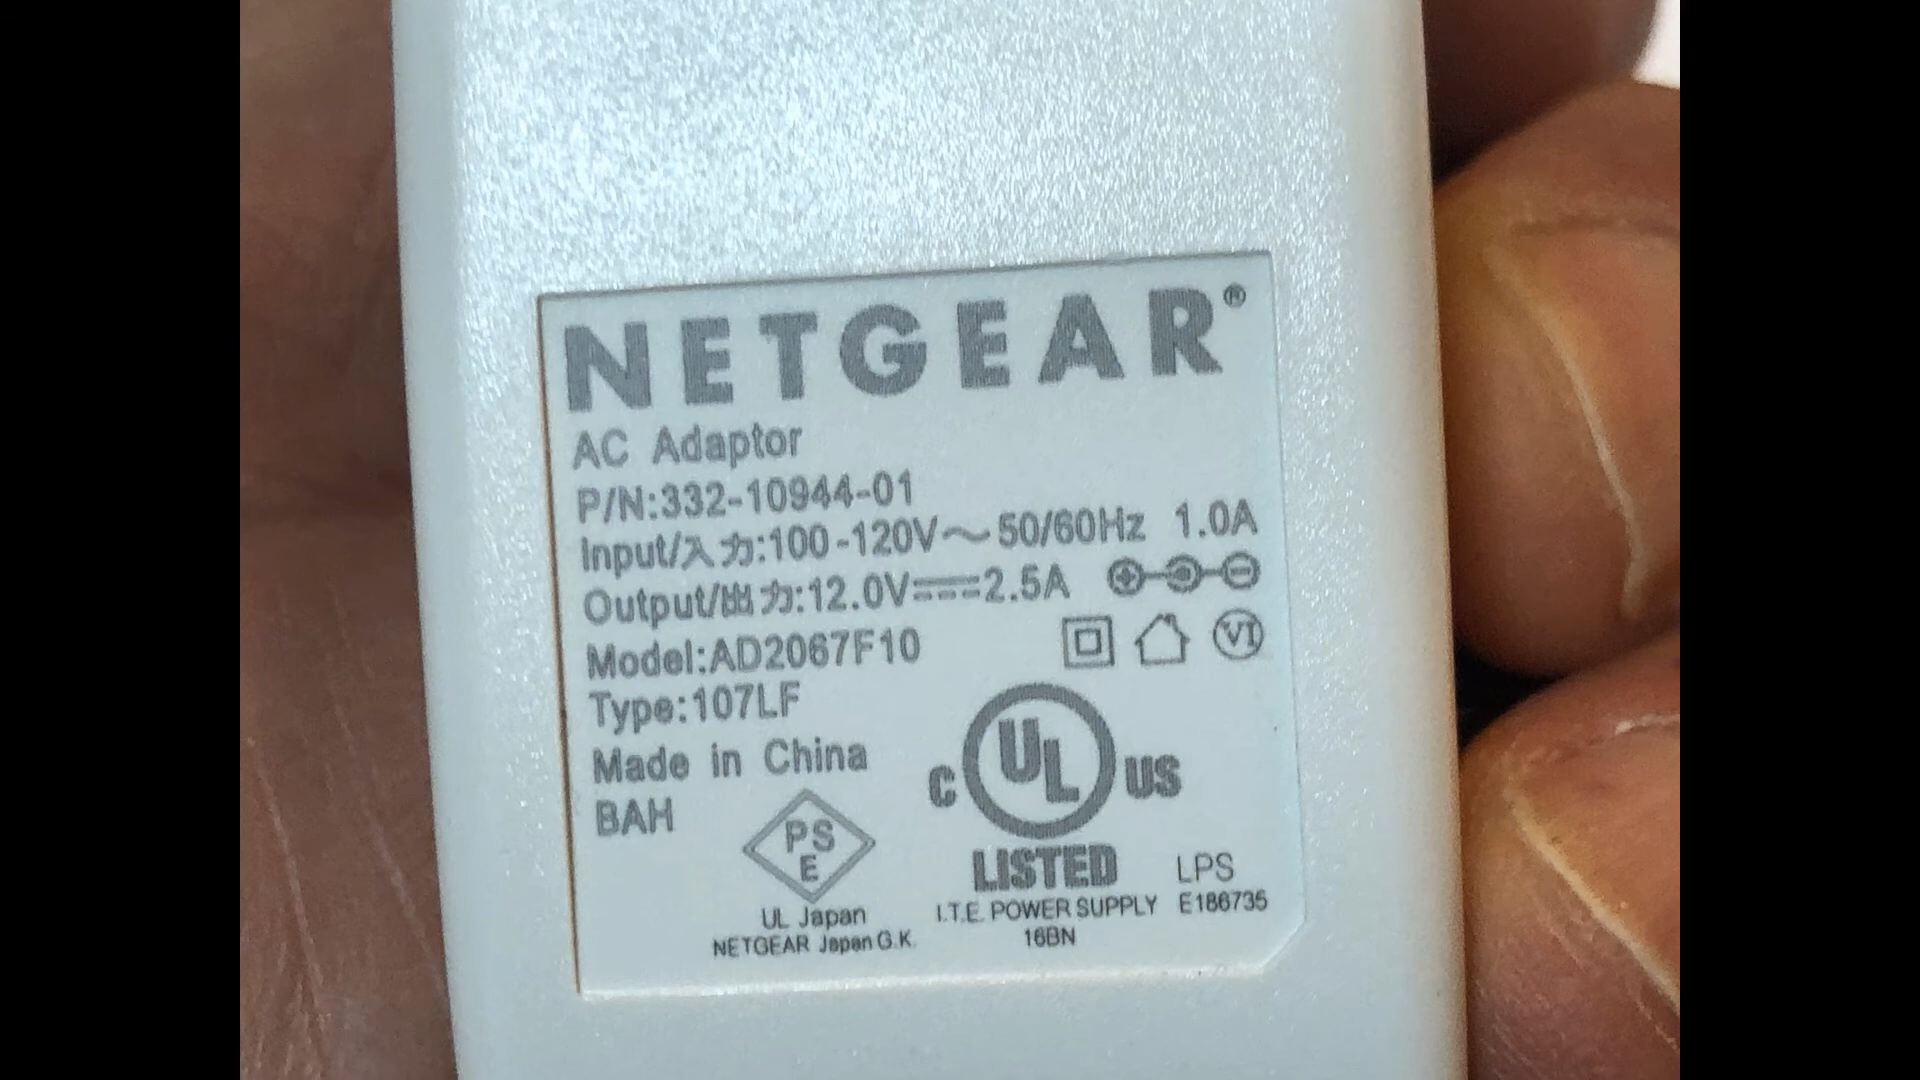 NETGEAR®
AC Adaptor
P/N:332-10944-01
Input/入力:100-120V～50/60Hz 1.0A
Output/出力:12.0V⎓2.5A
Model:AD2067F10
VI
Type:107LF
Made in China
BAH
PS
E
UL Japan
NETGEAR Japan G.K.
C UL US
LISTED
LPS
I.T.E. POWER SUPPLY E186735
16BN